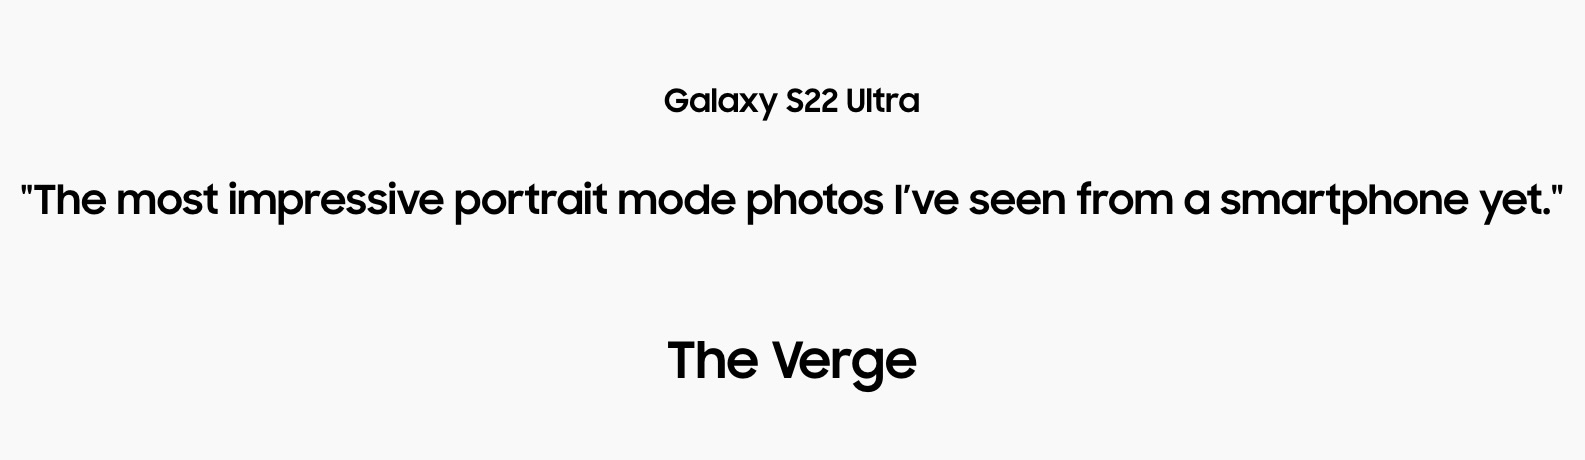 Galaxy S22 Ultra
"The most impressive portrait mode photos I’ve seen from a smartphone yet."
The Verge